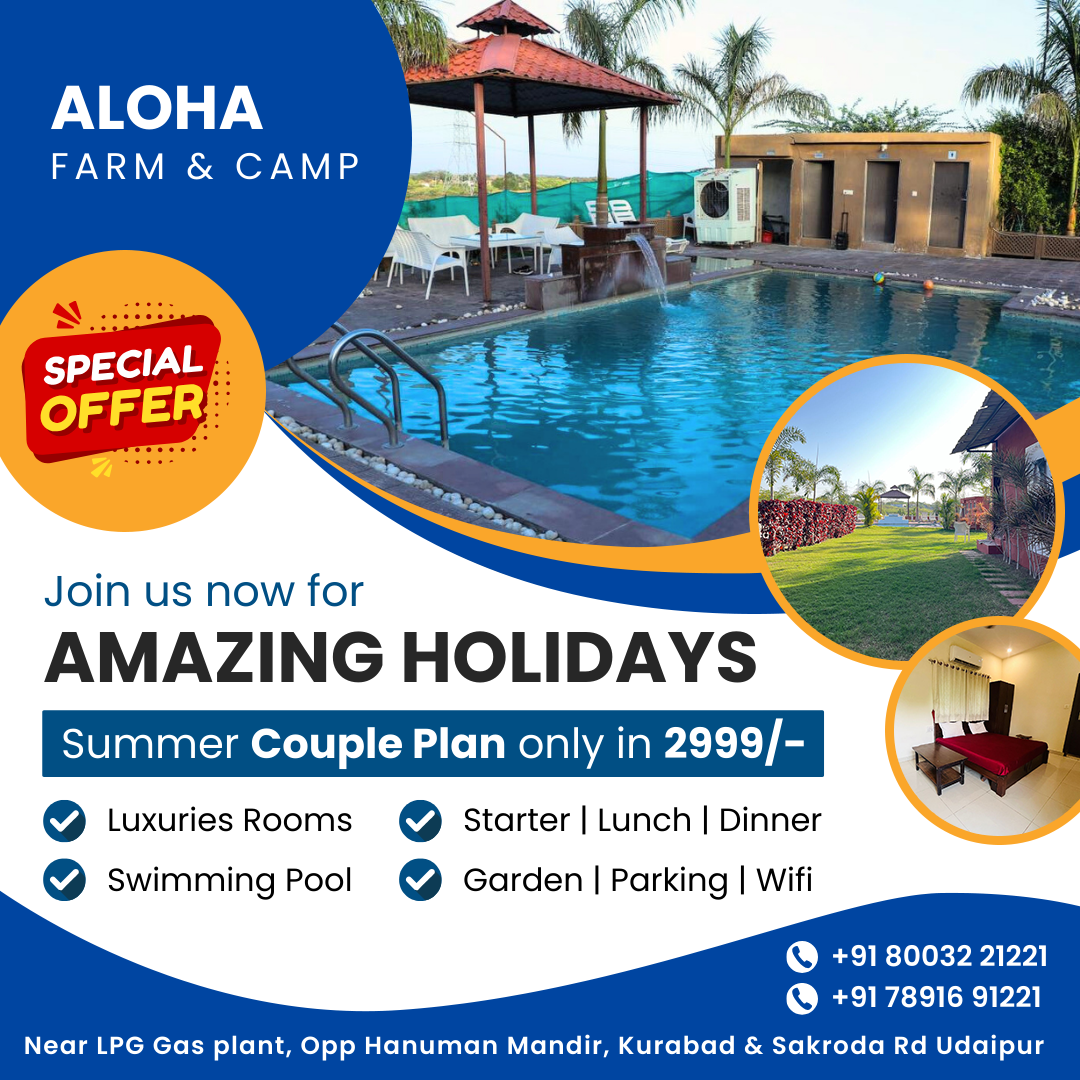 ALOHA
FARM & CAMP
SPECIAL
OFFER
Join us now for
AMAZING HOLIDAYS
Summer Couple Plan only in 2999/-
Luxuries Rooms
Starter | Lunch | Dinner
Swimming Pool
Garden | Parking | Wifi
+91 80032 21221
+91 78916 91221
Near LPG Gas plant, Opp Hanuman Mandir, Kurabad & Sakroda Rd Udaipur